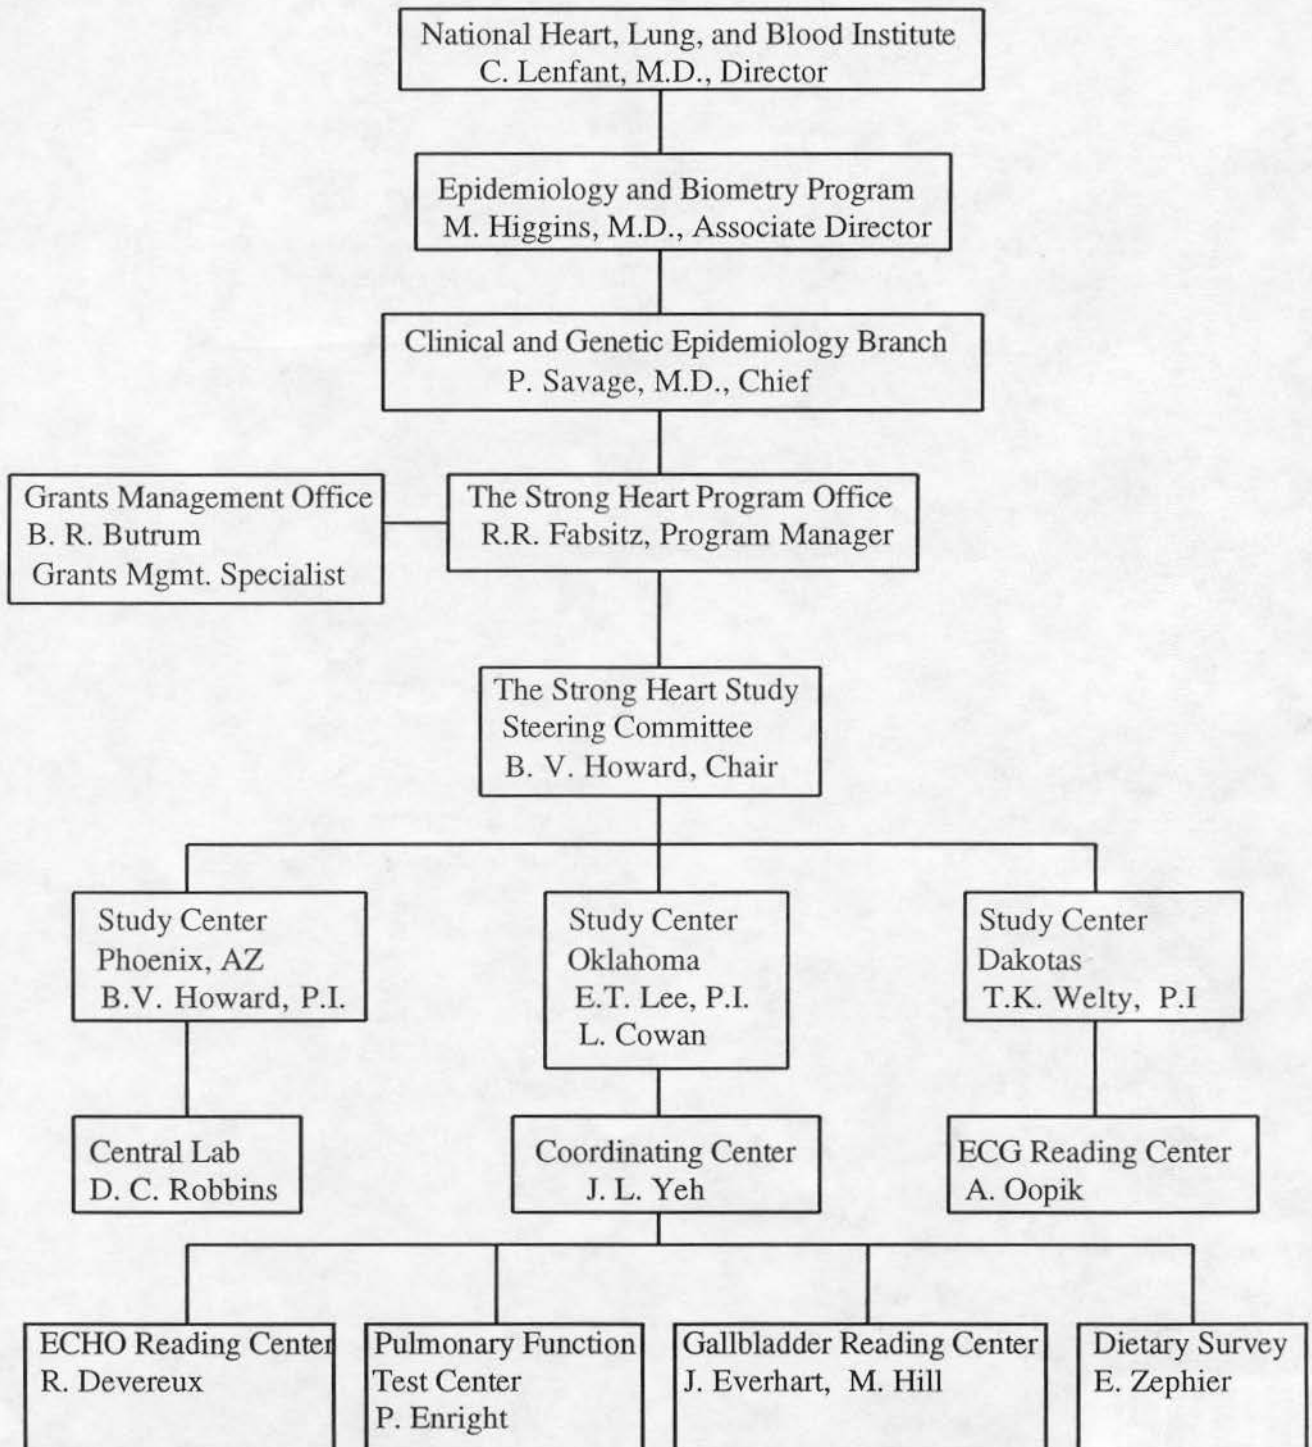 National Heart, Lung, and Blood Institute
C. Lenfant, M.D., Director
Epidemiology and Biometry Program
M. Higgins, M.D., Associate Director
Clinical and Genetic Epidemiology Branch
P. Savage, M.D., Chief
Grants Management Office
B. R. Butrum
Grants Mgmt. Specialist
The Strong Heart Program Office
R.R. Fabsitz, Program Manager
The Strong Heart Study
Steering Committee
B. V. Howard, Chair
Study Center
Phoenix, AZ
B.V. Howard, P.I.
Study Center
Oklahoma
E.T. Lee, P.I.
L. Cowan
Study Center
Dakotas
T.K. Welty, P.I
Central Lab
D. C. Robbins
Coordinating Center
J. L. Yeh
ECG Reading Center
A. Oopik
ECHO Reading Center
R. Devereux
Pulmonary Function
Test Center
P. Enright
Gallbladder Reading Center
J. Everhart, M. Hill
Dietary Survey
E. Zephier